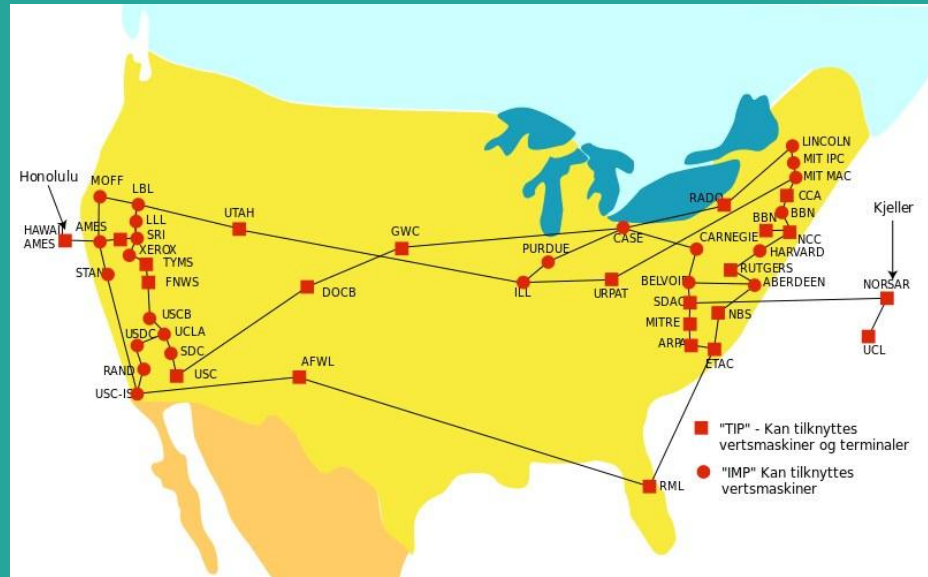 LINCOLN
MIT IPC
MIT MAC
CCA
BBN
BBN
NCC
HARVARD
CARNEGIE
RADC
Kjeller
NORSAR
UCL
Honolulu
MOFF
LBL
LLL
SRI
XEROX
TYMS
FNWS
HAWAI
AMES
AMES
STAN
USCB
UCLA
USDC
SDC
RAND
USC
USC-IS
UTAH
GWC
DOCB
AFWL
PURDUE
ILL
CASE
URPAT
BELVOIR
RUTGERS
ABERDEEN
SDAC
NBS
MITRE
ARPA
ETAC
RML
"TIP" - Kan tilknyttes
vertsmaskiner og terminaler
"IMP" Kan tilknyttes
vertsmaskiner